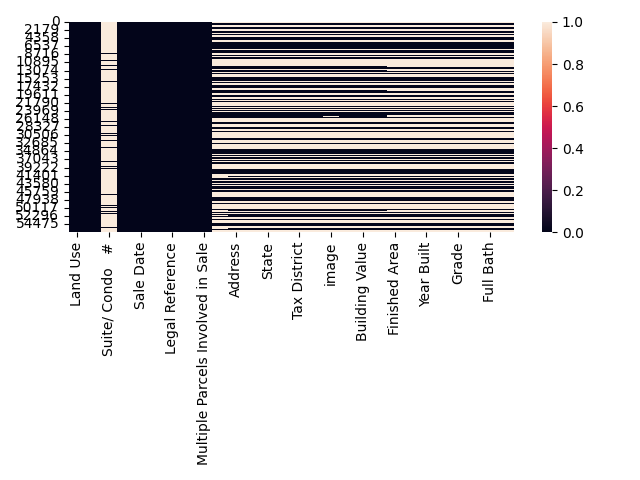 0
2179
4358
6537
8716
10895
13074
15253
17432
19611
21790
23969
26148
28327
30506
32685
34864
37043
39222
41401
43580
45759
47938
50117
52296
54475
Land Use
Suite/ Condo   #
Sale Date
Legal Reference
Multiple Parcels Involved in Sale
Address
State
Tax District
image
Building Value
Finished Area
Year Built
Grade
Full Bath
1.0
0.8
0.6
0.4
0.2
0.0